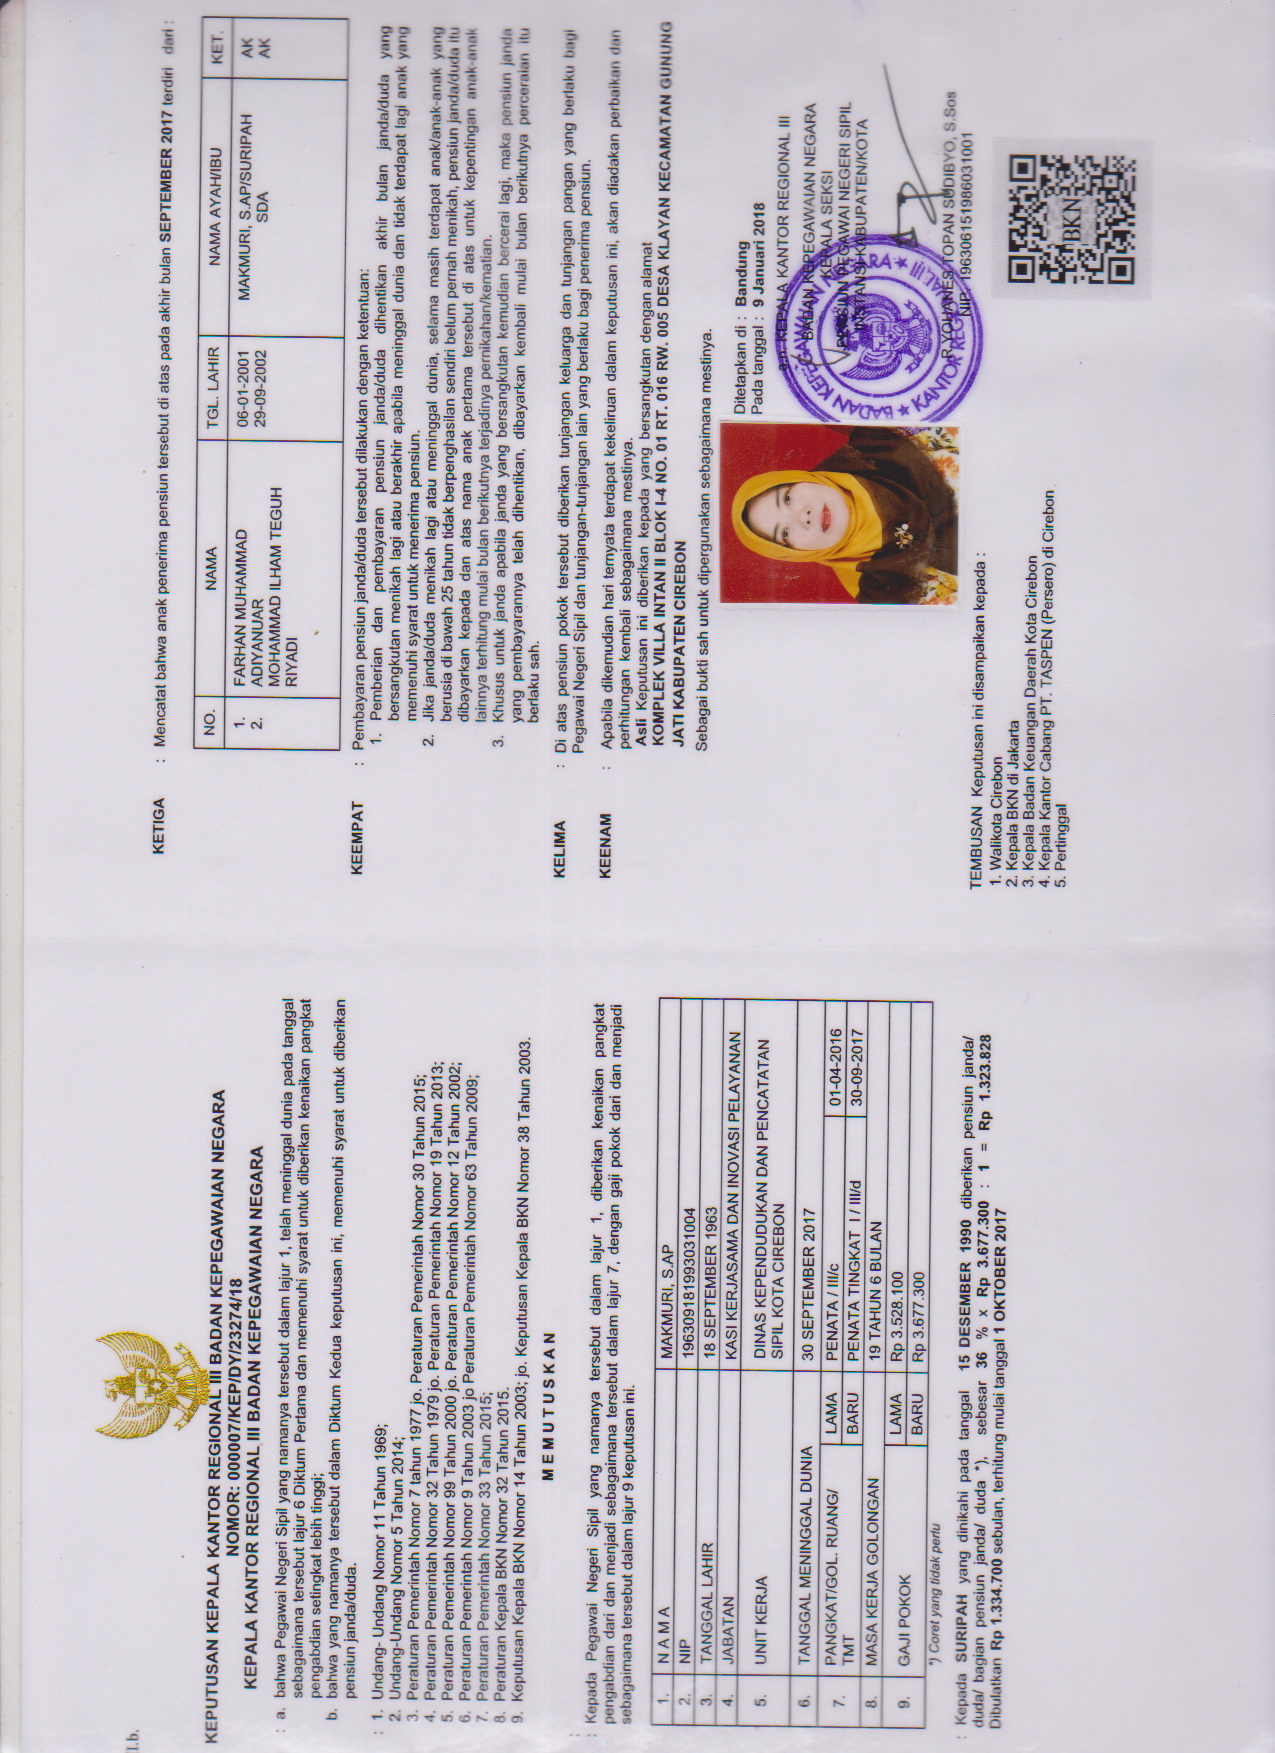 I.b.
KEPUTUSAN KEPALA KANTOR REGIONAL III BADAN KEPEGAWAIAN NEGARA
NOMOR: 000007/KEP/DY/23274/18
KEPALA KANTOR REGIONAL III BADAN KEPEGAWAIAN NEGARA
: a. bahwa Pegawai Negeri Sipil yang namanya tersebut dalam lajur 1, telah meninggal dunia pada tanggal
sebagaimana tersebut lajur 6 Diktum Pertama dan memenuhi syarat untuk diberikan kenaikan pangkat
pengabdian setingkat lebih tinggi;
b. bahwa yang namanya tersebut dalam Diktum Kedua keputusan ini, memenuhi syarat untuk diberikan
pensiun janda/duda.
: 1. Undang- Undang Nomor 11 Tahun 1969;
2. Undang-Undang Nomor 5 Tahun 2014;
3. Peraturan Pemerintah Nomor 7 tahun 1977 jo. Peraturan Pemerintah Nomor 30 Tahun 2015;
4. Peraturan Pemerintah Nomor 32 Tahun 1979 jo. Peraturan Pemerintah Nomor 19 Tahun 2013;
5. Peraturan Pemerintah Nomor 99 Tahun 2000 jo. Peraturan Pemerintah Nomor 12 Tahun 2002;
6. Peraturan Pemerintah Nomor 9 Tahun 2003 jo Peraturan Pemerintah Nomor 63 Tahun 2009;
7. Peraturan Pemerintah Nomor 33 Tahun 2015;
8. Peraturan Kepala BKN Nomor 32 Tahun 2015.
9. Keputusan Kepala BKN Nomor 14 Tahun 2003; jo. Keputusan Kepala BKN Nomor 38 Tahun 2003.
M E M U T U S K A N
:
: Kepada Pegawai Negeri Sipil yang namanya tersebut dalam lajur 1, diberikan kenaikan pangkat
pengabdian dari dan menjadi sebagaimana tersebut dalam lajur 7, dengan gaji pokok dari dan menjadi
sebagaimana tersebut dalam lajur 9 keputusan ini.
1. N A M A MAKMURI, S.AP
2. NIP 196309181993031004
3. TANGGAL LAHIR 18 SEPTEMBER 1963
4. JABATAN KASI KERJASAMA DAN INOVASI PELAYANAN
5. UNIT KERJA DINAS KEPENDUDUKAN DAN PENCATATAN
SIPIL KOTA CIREBON
6. TANGGAL MENINGGAL DUNIA 30 SEPTEMBER 2017
7. PANGKAT/GOL. RUANG/ LAMA PENATA / III/c 01-04-2016
TMT BARU PENATA TINGKAT I / III/d 30-09-2017
8. MASA KERJA GOLONGAN 19 TAHUN 6 BULAN
9. GAJI POKOK LAMA Rp 3.528.100
BARU Rp 3.677.300
*) Coret yang tidak perlu
: Kepada SURIPAH yang dinikahi pada tanggal 15 DESEMBER 1990 diberikan pensiun janda/
duda/ bagian pensiun janda/ duda *), sebesar 36 % x Rp 3.677.300 : 1 = Rp 1.323.828
Dibulatkan Rp 1.334.700 sebulan, terhitung mulai tanggal 1 OKTOBER 2017
KETIGA : Mencatat bahwa anak penerima pensiun tersebut di atas pada akhir bulan SEPTEMBER 2017 terdiri dari :
NO. NAMA TGL. LAHIR NAMA AYAH/IBU KET.
1. FARHAN MUHAMMAD 06-01-2001 MAKMURI, S.AP/SURIPAH AK
2. ADIYANUAR 29-09-2002 SDA AK
MOHAMMAD ILHAM TEGUH
RIYADI
KEEMPAT : Pembayaran pensiun janda/duda tersebut dilakukan dengan ketentuan:
1. Pemberian dan pembayaran pensiun janda/duda dihentikan akhir bulan janda/duda yang
bersangkutan menikah lagi atau berakhir apabila meninggal dunia dan tidak terdapat lagi anak yang
memenuhi syarat untuk menerima pensiun.
2. Jika janda/duda menikah lagi atau meninggal dunia, selama masih terdapat anak/anak-anak yang
berusia di bawah 25 tahun tidak berpenghasilan sendiri belum pernah menikah, pensiun janda/duda itu
dibayarkan kepada dan atas nama anak pertama tersebut di atas untuk kepentingan anak-anak
lainnya terhitung mulai bulan berikutnya terjadinya pernikahan/kematian.
3. Khusus untuk janda apabila janda yang bersangkutan kemudian bercerai lagi, maka pensiun janda
yang pembayarannya telah dihentikan, dibayarkan kembali mulai bulan berikutnya perceraian itu
berlaku sah.
KELIMA : Di atas pensiun pokok tersebut diberikan tunjangan keluarga dan tunjangan pangan yang berlaku bagi
Pegawai Negeri Sipil dan tunjangan-tunjangan lain yang berlaku bagi penerima pensiun.
KEENAM : Apabila dikemudian hari ternyata terdapat kekeliruan dalam keputusan ini, akan diadakan perbaikan dan
perhitungan kembali sebagaimana mestinya.
Asli Keputusan ini diberikan kepada yang bersangkutan dengan alamat
KOMPLEK VILLA INTAN II BLOK I-4 NO. 01 RT. 016 RW. 005 DESA KLAYAN KECAMATAN GUNUNG
JATI KABUPATEN CIREBON
Sebagai bukti sah untuk dipergunakan sebagaimana mestinya.
Ditetapkan di : Bandung
Pada tanggal : 9 Januari 2018
a.n. KEPALA KANTOR REGIONAL III
BADAN KEPEGAWAIAN NEGARA
KEPALA SEKSI
PENSIUN PEGAWAI NEGERI SIPIL
INSTANSI KABUPATEN/KOTA
BADAN KEPEGAWAIAN NEGARA
KANTOR REGIONAL III
R.YOHANES TOPAN SUDIBYO, S.Sos
NIP. 196306151986031001
TEMBUSAN Keputusan ini disampaikan kepada :
1. Walikota Cirebon
2. Kepala BKN di Jakarta
3. Kepala Badan Keuangan Daerah Kota Cirebon
4. Kepala Kantor Cabang PT. TASPEN (Persero) di Cirebon
5. Pertinggal
BKN